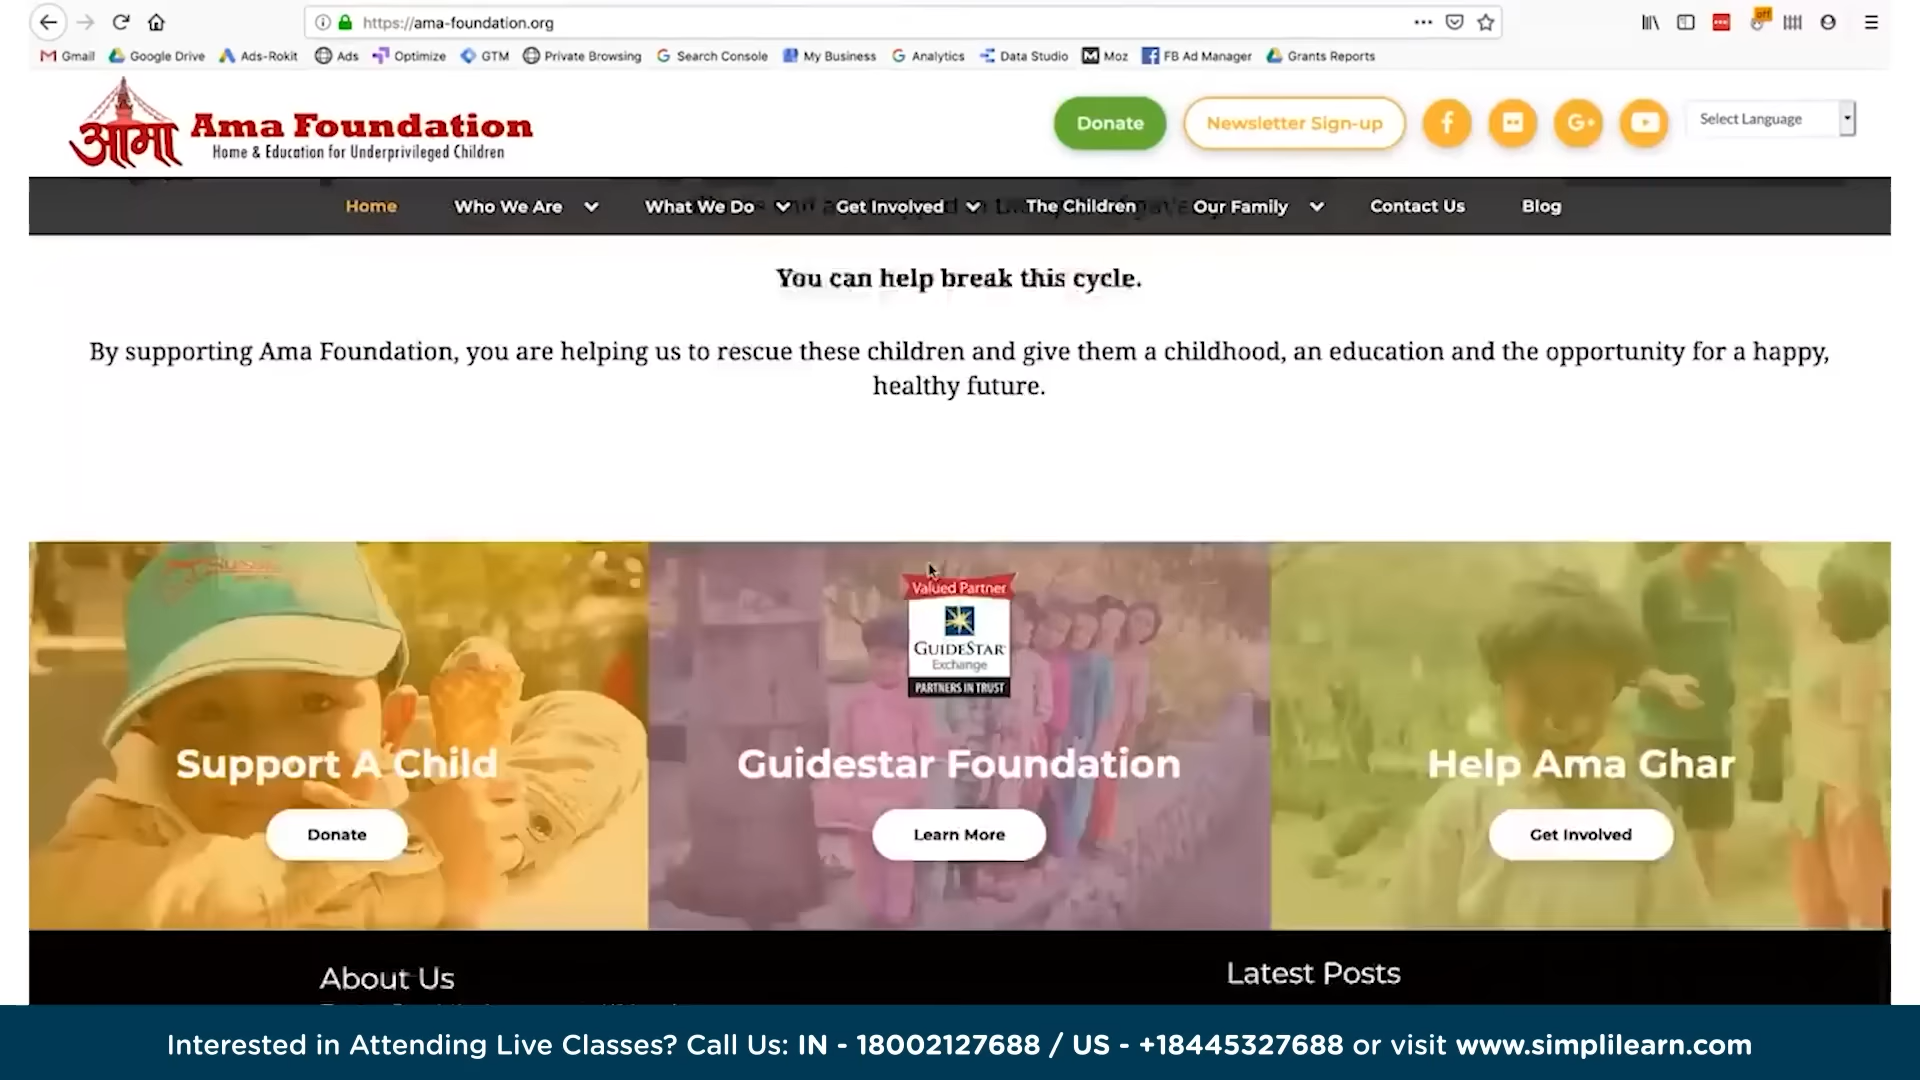 https://ama-foundation.org
Gmail Google Drive Ads-Rokit Ads Optimize GTM Private Browsing Search Console My Business Analytics Data Studio Moz FB Ad Manager Grants Reports
off
आमा
Ama Foundation
Home & Education for Underprivileged Children
Donate
Newsletter Sign-up
Select Language
Home Who We Are What We Do Get Involved The Children Our Family Contact Us Blog
You can help break this cycle.
By supporting Ama Foundation, you are helping us to rescue these children and give them a childhood, an education and the opportunity for a happy,
healthy future.
Valued Partner
GUIDESTAR
Exchange
PARTNERS IN TRUST
Support A Child
Guidestar Foundation
Help Ama Ghar
Donate
Learn More
Get Involved
About Us
Latest Posts
Interested in Attending Live Classes? Call Us: IN - 18002127688 / US - +18445327688 or visit www.simplilearn.com